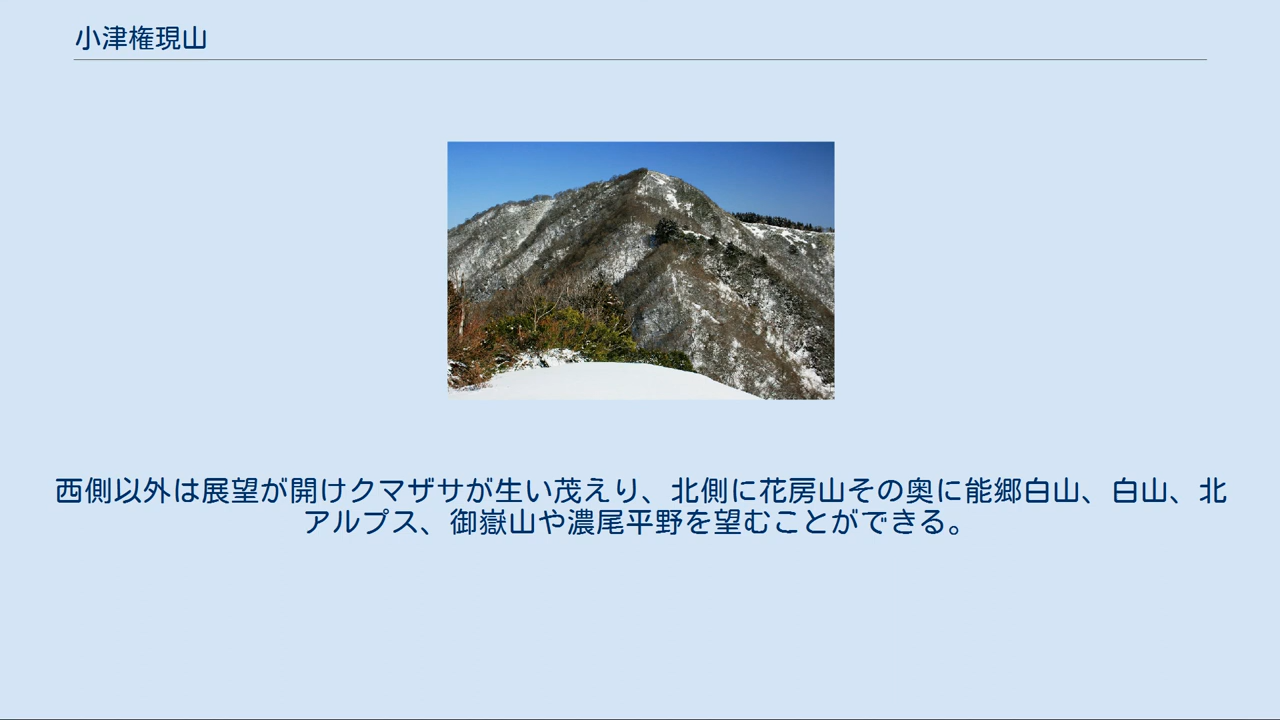 小津権現山
西側以外は展望が開けクマザサが生い茂えり、北側に花房山その奥に能郷白山、白山、北
アルプス、御嶽山や濃尾平野を望むことができる。